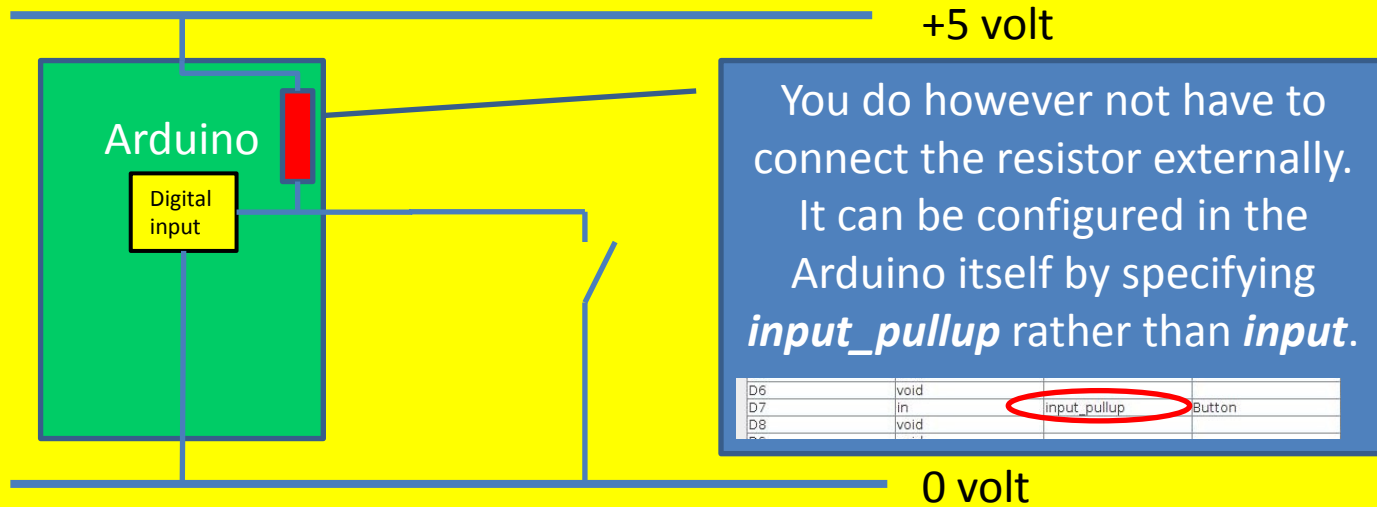 +5 volt
Arduino
Digital
input
You do however not have to
connect the resistor externally.
It can be configured in the
Arduino itself by specifying
input_pullup rather than input.
D6 void
D7 in input_pullup Button
D8 void
0 volt